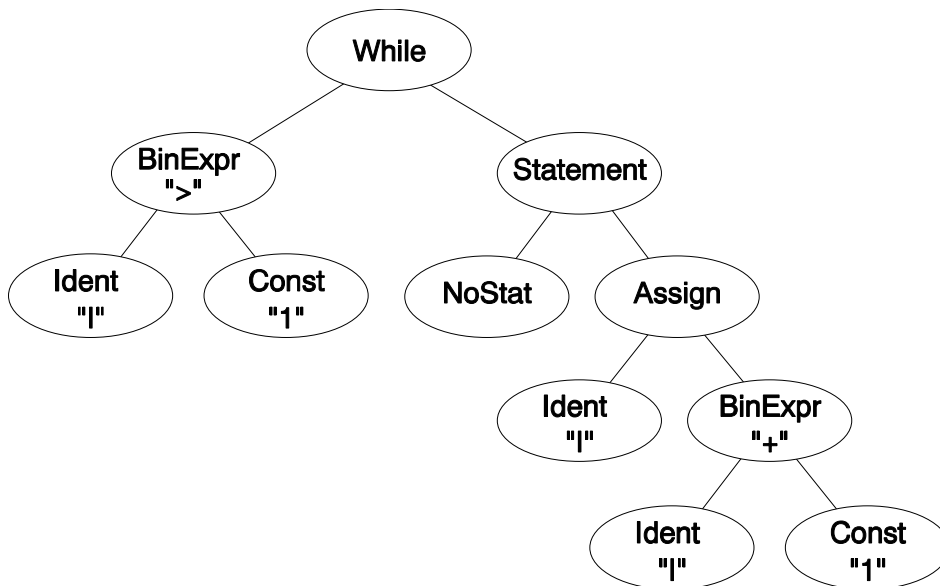 While
BinExpr
">"
Statement
Ident
"I"
Const
"1"
NoStat
Assign
Ident
"I"
BinExpr
"+"
Ident
"I"
Const
"1"